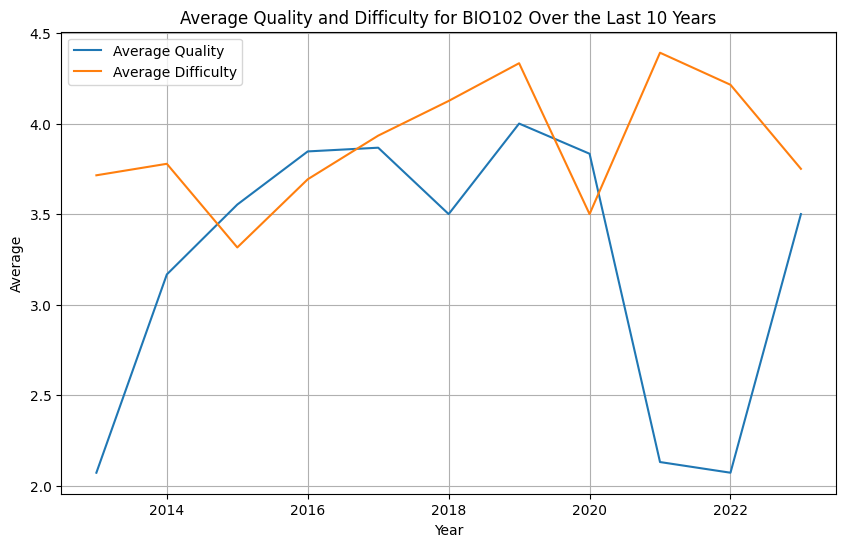 Average Quality and Difficulty for BIO102 Over the Last 10 Years
Average Quality
Average Difficulty
4.5
4.0
3.5
3.0
2.5
2.0
Average
2014 2016 2018 2020 2022
Year